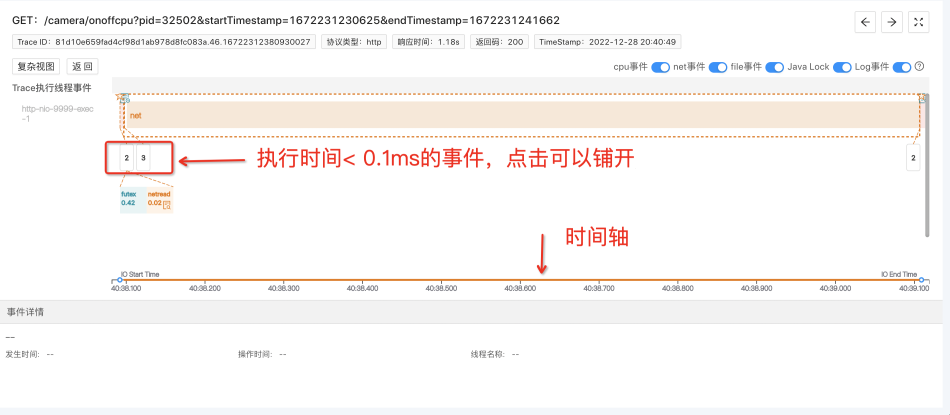 GET: /camera/onoffcpu?pid=32502&startTimestamp=1672231230625&endTimestamp=1672231241662
Trace ID: 81d10e659fad4cf98d1ab978d8fc083a.46.16722312380930027 协议类型: http 响应时间: 1.18s 返回码: 200 TimeStamp: 2022-12-28 20:40:49
复杂视图 返 回 cpu事件 net事件 file事件 Java Lock Log事件
Trace执行线程事件
http-nio-9999-exec
-1
net
2 3 2
执行时间< 0.1ms的事件，点击可以铺开
futex netread
0.42 0.02
时间轴
IO Start Time IO End Time
40:38.100 40:38.200 40:38.300 40:38.400 40:38.500 40:38.600 40:38.700 40:38.800 40:38.900 40:39.000 40:39.100
事件详情
--
发生时间: -- 操作时间: -- 线程名称: --